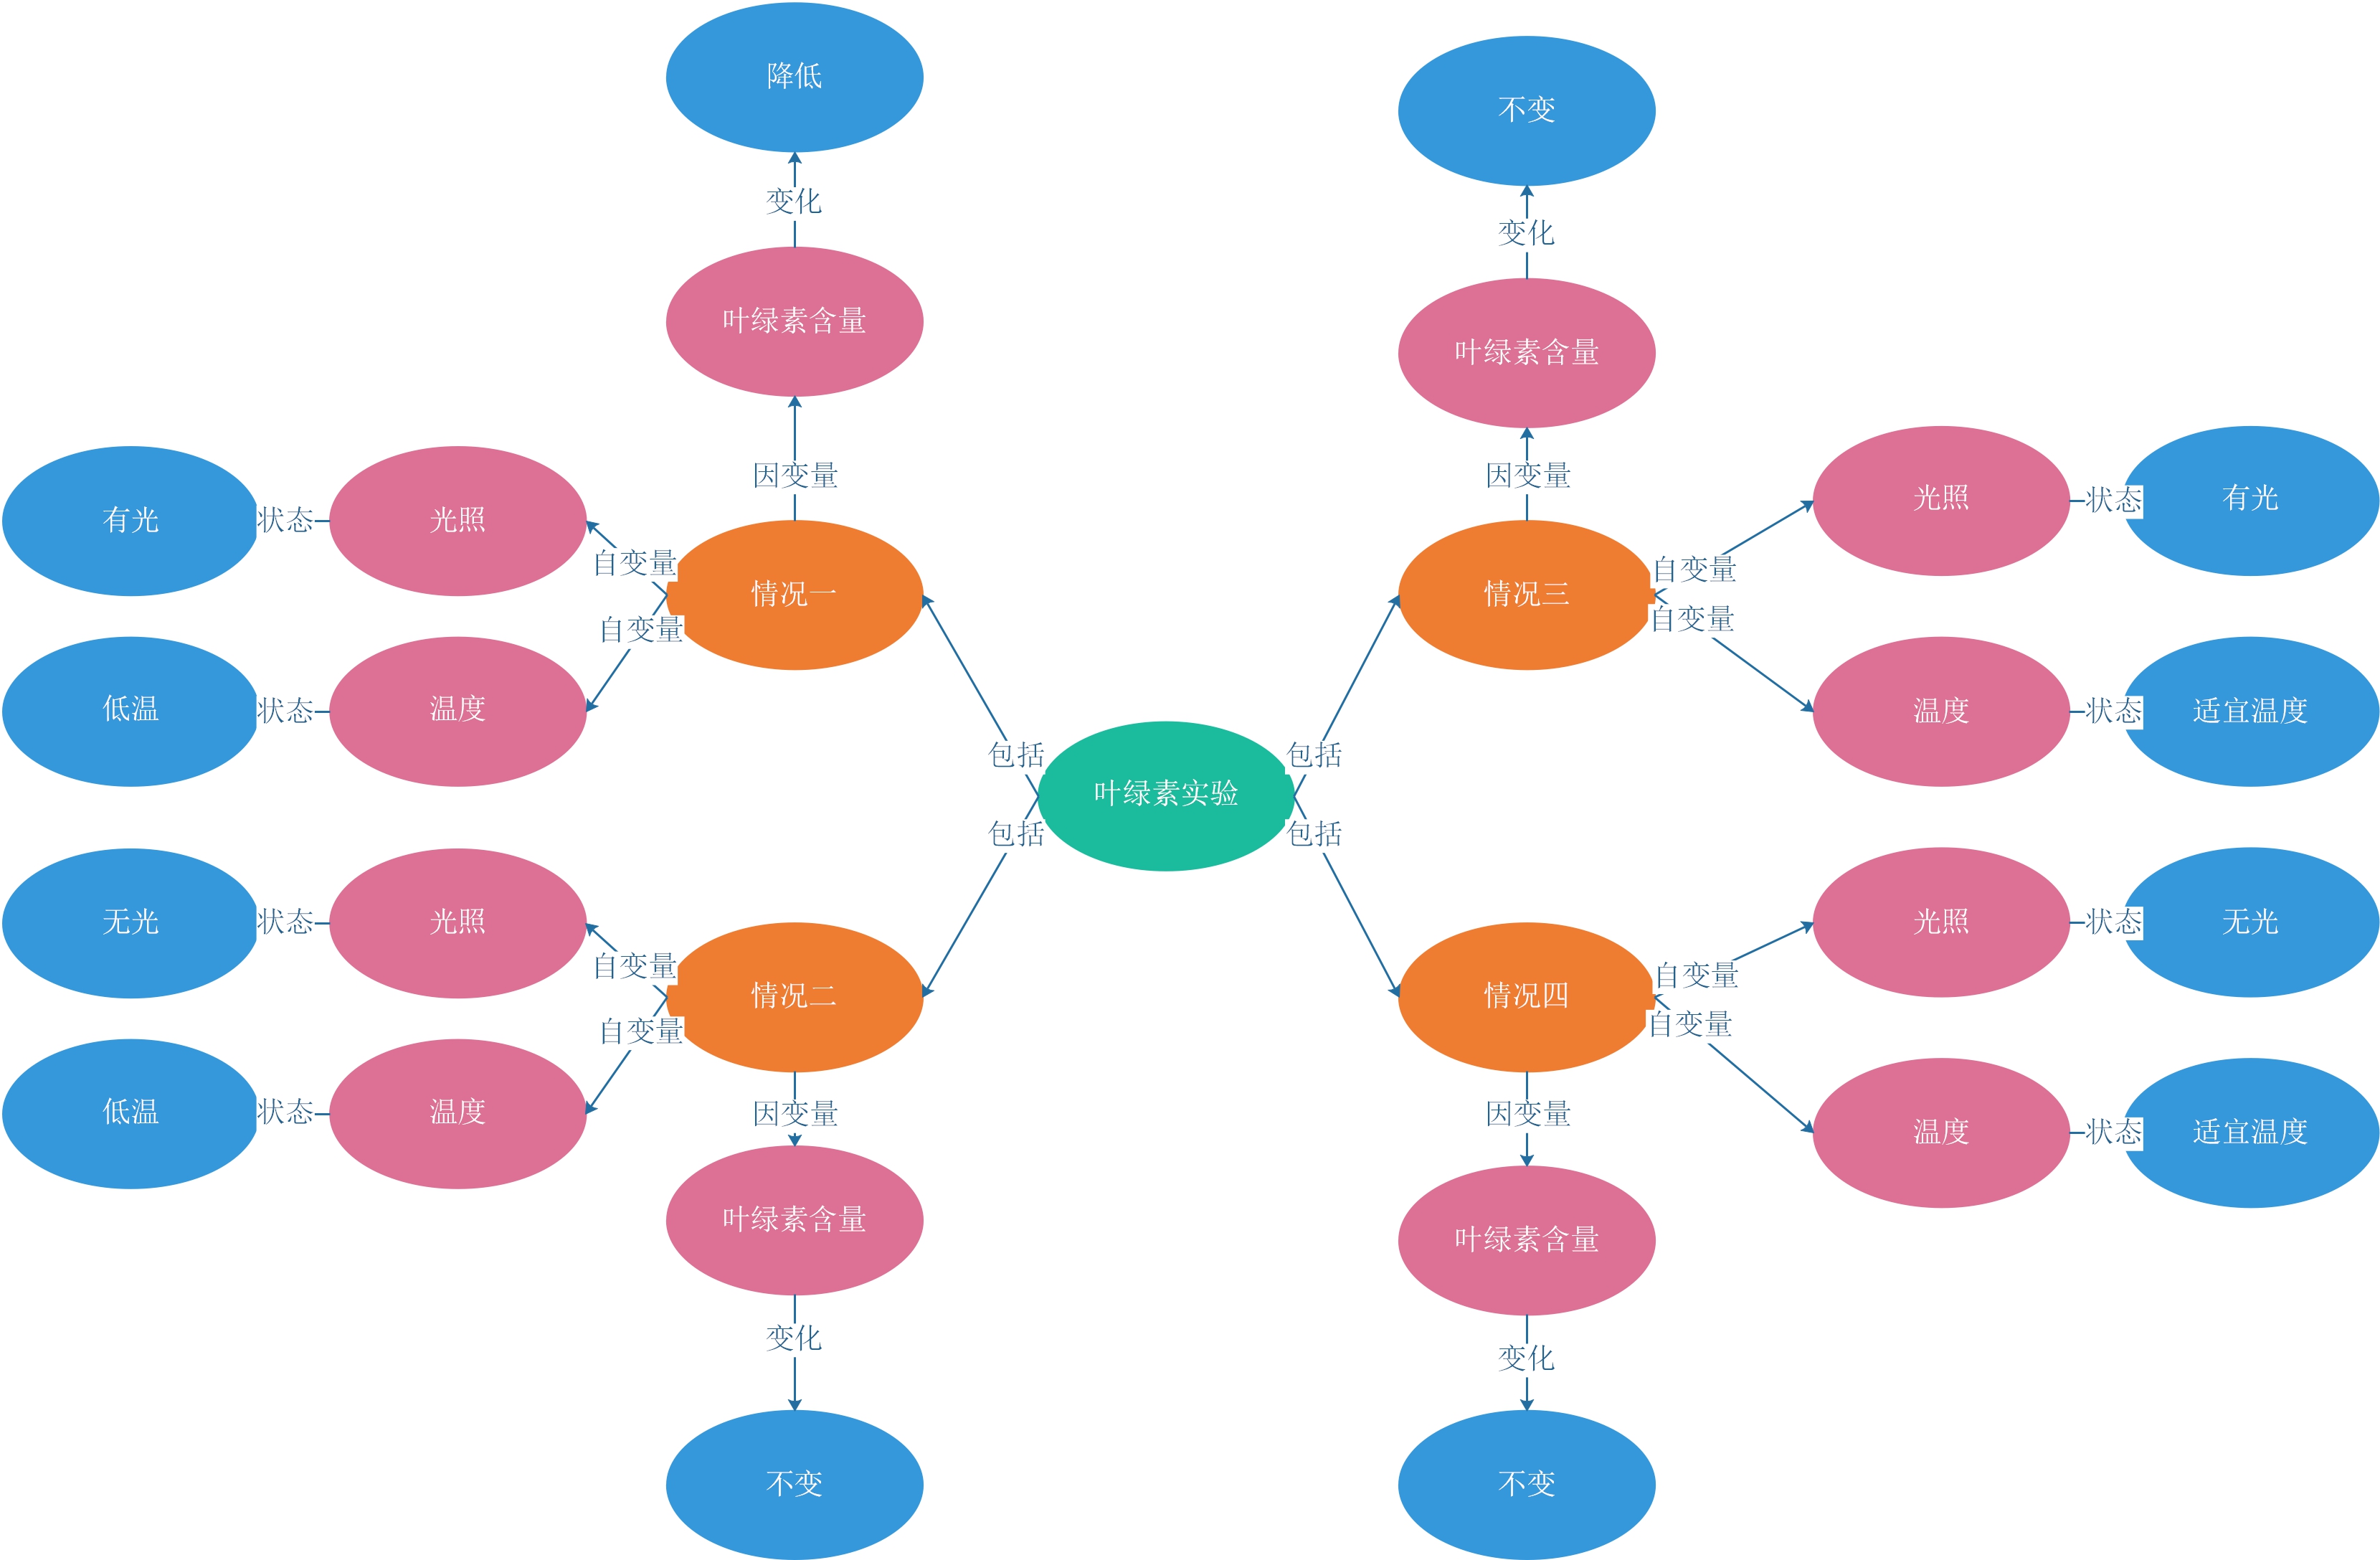 降低
不变
变化
变化
叶绿素含量
叶绿素含量
因变量
因变量
有光
状态
光照
自变量
情况一
情况三
自变量
光照
状态
有光
低温
状态
温度
自变量
自变量
温度
状态
适宜温度
包括
包括
叶绿素实验
包括
包括
无光
状态
光照
自变量
情况二
情况四
自变量
光照
状态
无光
低温
状态
温度
自变量
自变量
温度
状态
适宜温度
因变量
因变量
叶绿素含量
叶绿素含量
变化
变化
不变
不变